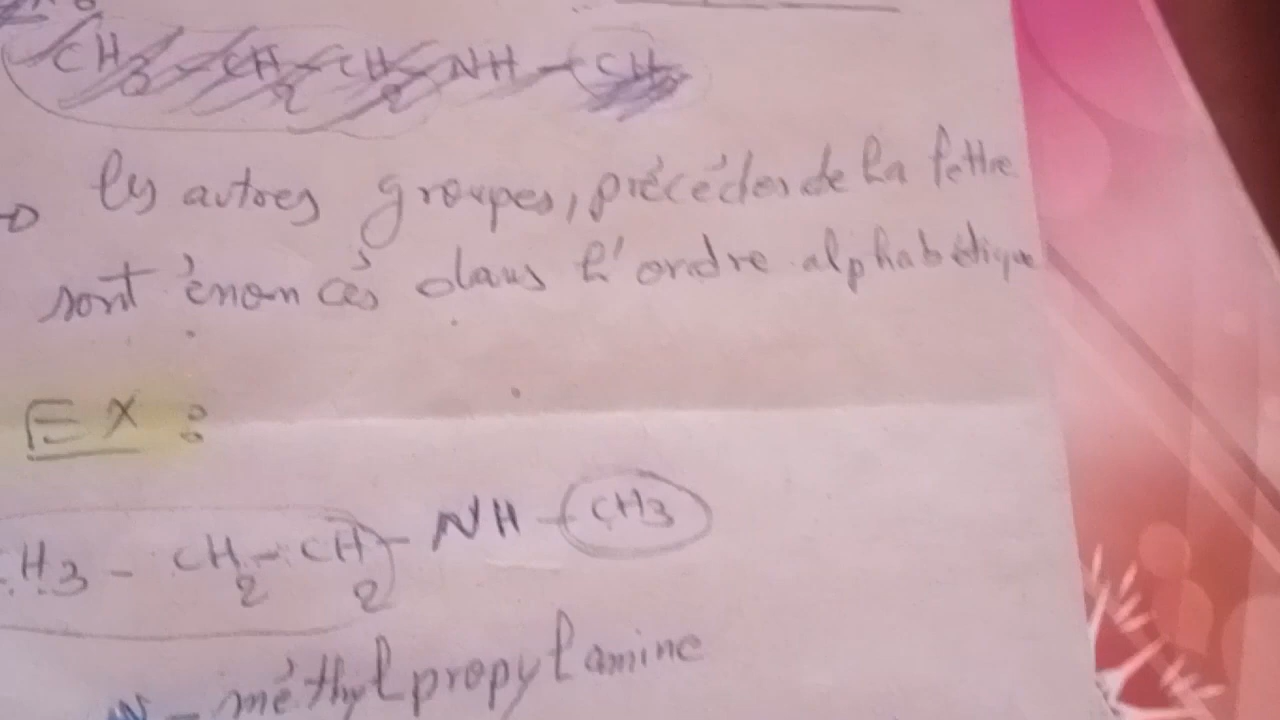 CH3 - CH2 - CH2 - NH - CH3
les autres groupes, précédés de la lettre
sont énoncés dans l'ordre alphabétique
EX :
H3 - CH2 - CH2 - NH - CH3
N - méthylpropylamine